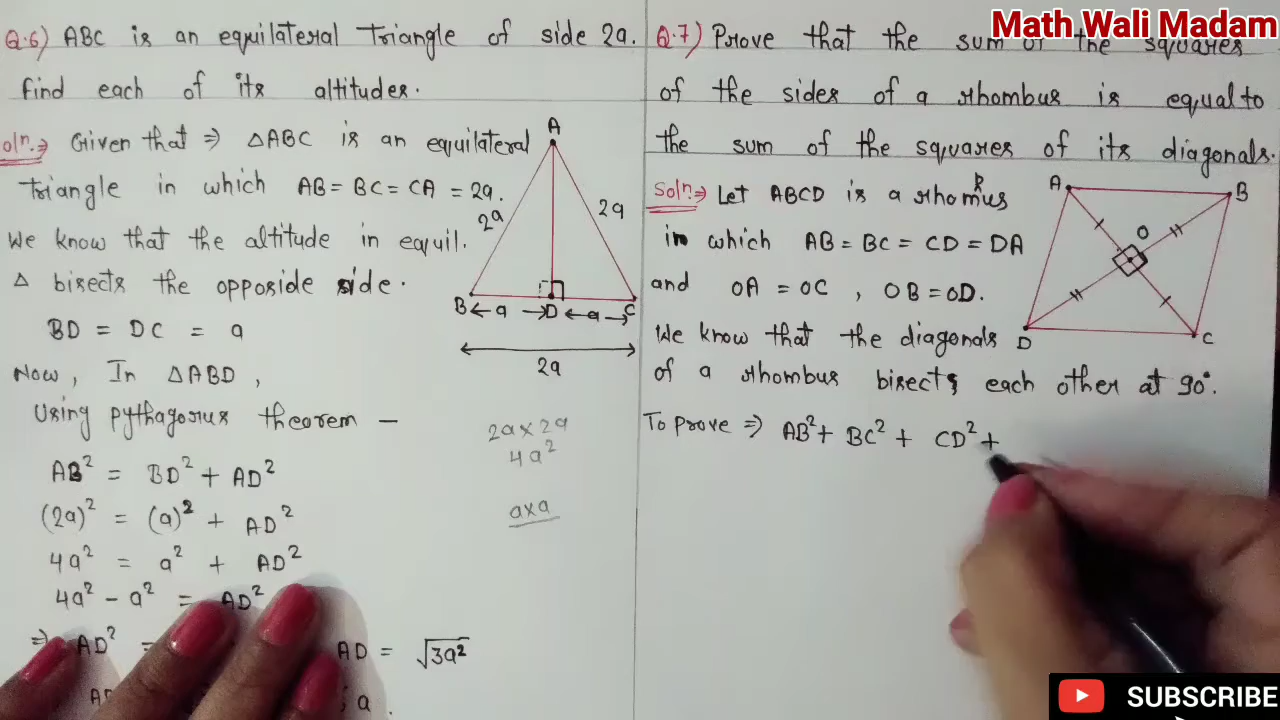 Math Wali Madam
Q.6) ABC is an equilateral triangle of side 2a.
find each of its altitudes.
Soln.⇒ Given that ⇒ △ABC is an equilateral
triangle in which AB = BC = CA = 2a.
We know that the altitude in equil.
△ bisects the opposide side.
BD = DC = a
Now, In △ABD,
Using pythagorus theorem –
AB² = BD² + AD²
(2a)² = (a)² + AD²
4a² = a² + AD²
4a² - a² = AD²
⇒ AD² =
AD = √3a²
AD
a.
A
2a
2a
B ← a → D ← a → C
2a
2a×2a
4a²
a×a
Q.7) Prove that the sum of the squares
of the sides of a rhombus is equal to
the sum of the squares of its diagonals.
Soln.⇒ Let ABCD is a rhombus
in which AB = BC = CD = DA
and OA = OC, OB = OD.
We know that the diagonals
of a rhombus bisects each other at 90°.
To prove ⇒ AB² + BC² + CD² +
A
B
O
D
C
SUBSCRIBE